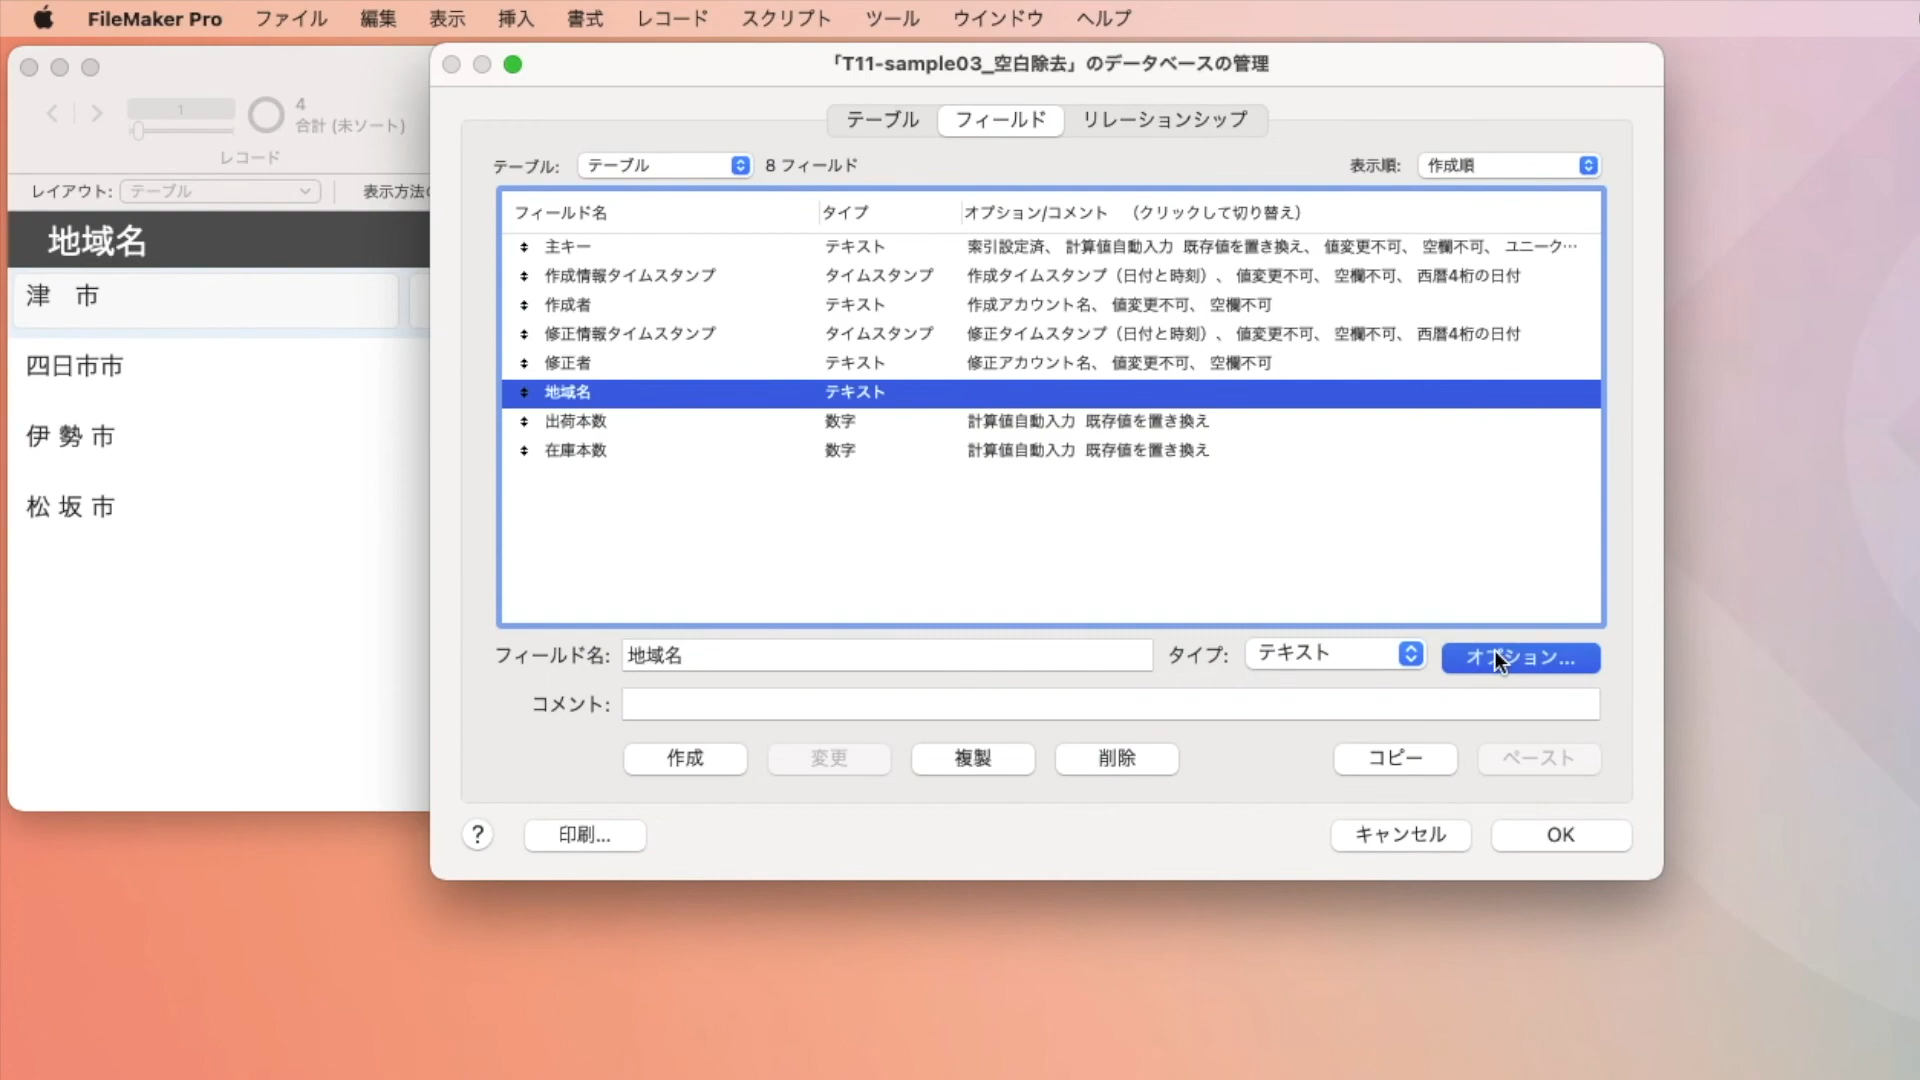 FileMaker Pro ファイル 編集 表示 挿入 書式 レコード スクリプト ツール ウインドウ ヘルプ
「T11-sample03_空白除去」のデータベースの管理
1
4
合計 (未ソート)
レコード
レイアウト: テーブル 表示方法
地域名
津　市
四日市市
伊 勢 市
松 坂 市
テーブル フィールド リレーションシップ
テーブル: テーブル 8 フィールド 表示順: 作成順
フィールド名 タイプ オプション/コメント （クリックして切り替え）
主キー テキスト 索引設定済、 計算値自動入力 既存値を置き換え、 値変更不可、 空欄不可、 ユニーク…
作成情報タイムスタンプ タイムスタンプ 作成タイムスタンプ（日付と時刻）、 値変更不可、 空欄不可、 西暦4桁の日付
作成者 テキスト 作成アカウント名、 値変更不可、 空欄不可
修正情報タイムスタンプ タイムスタンプ 修正タイムスタンプ（日付と時刻）、 値変更不可、 空欄不可、 西暦4桁の日付
修正者 テキスト 修正アカウント名、 値変更不可、 空欄不可
地域名 テキスト
出荷本数 数字 計算値自動入力 既存値を置き換え
在庫本数 数字 計算値自動入力 既存値を置き換え
フィールド名: 地域名 タイプ: テキスト オプション...
コメント:
作成 変更 複製 削除 コピー ペースト
? 印刷... キャンセル OK